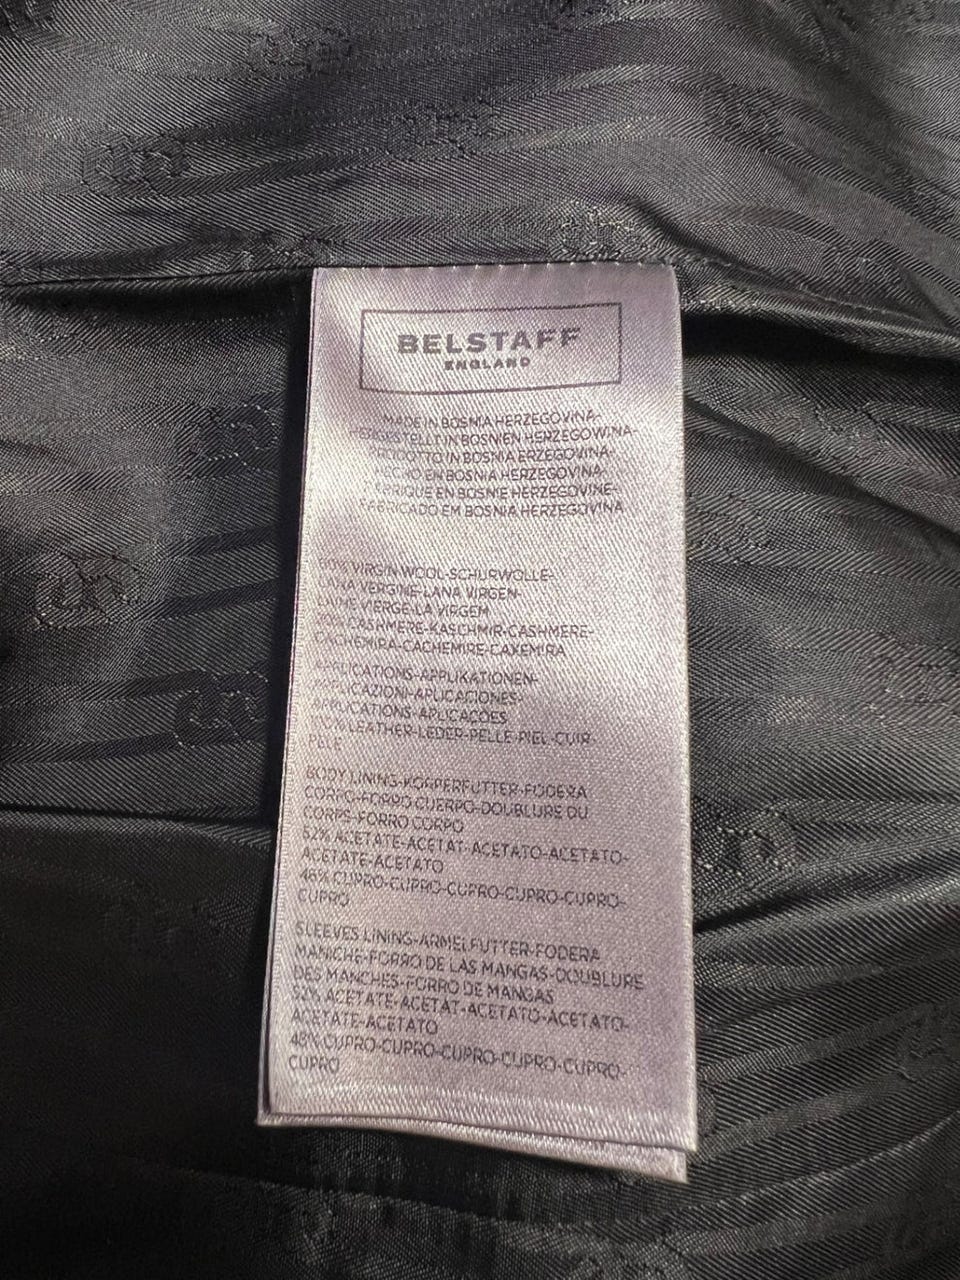 BELSTAFF
ENGLAND
MADE IN BOSNIA HERZEGOVINA-
HERGESTELLT IN BOSNIEN HERZEGOWINA-
PRODOTTO IN BOSNIA ERZEGOVINA-
HECHO EN BOSNIA HERZEGOVINA-
FABRIQUE EN BOSNIE HERZEGOVINE-
FABRICADO EM BOSNIA HERZEGOVINA
VIRGIN WOOL-SCHURWOLLE-
LANA VERGINE-LANA VIRGEN-
LAINE VIERGE-LA VIRGEM
CASHMERE-KASCHMIR-CASHMERE-
CACHEMIRA-CACHEMIRE-CAXEMIRA
APPLICATIONS-APPLIKATIONEN-
APPLICAZIONI-APLICACIONES-
APPLICATIONS-APLICACOES
100% LEATHER-LEDER-PELLE-PIEL-CUIR-
PELE
BODY LINING-KORPERFUTTER-FODERA
CORPO-FORRO CUERPO-DOUBLURE DU
CORPS-FORRO CORPO
52% ACETATE-ACETAT-ACETATO-ACETATO-
ACETATE-ACETATO
48% CUPRO-CUPRO-CUPRO-CUPRO-CUPRO-
CUPRO
SLEEVES LINING-ARMELFUTTER-FODERA
MANICHE-FORRO DE LAS MANGAS-DOUBLURE
DES MANCHES-FORRO DE MANGAS
52% ACETATE-ACETAT-ACETATO-ACETATO-
ACETATE-ACETATO
48% CUPRO-CUPRO-CUPRO-CUPRO-CUPRO-
CUPRO